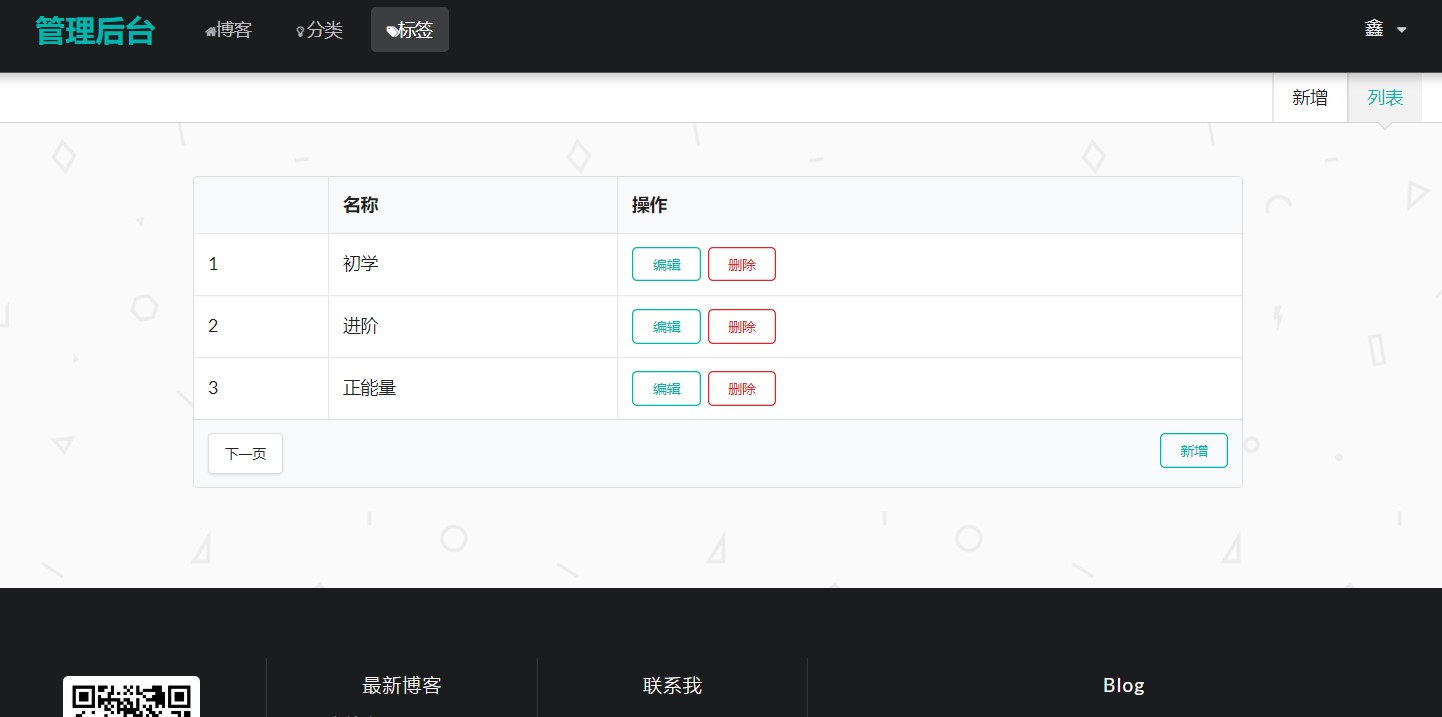 管理后台 博客 分类 标签 鑫
新增 列表
名称 操作
1 初学 编辑 删除
2 进阶 编辑 删除
3 正能量 编辑 删除
下一页 新增
最新博客 联系我 Blog